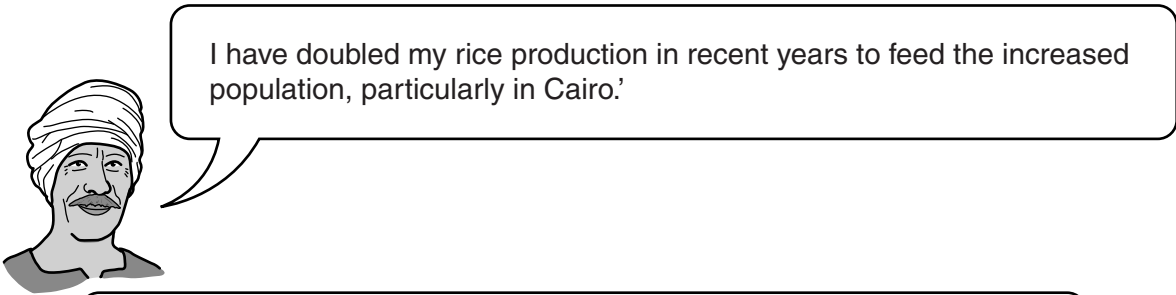 I have doubled my rice production in recent years to feed the increased
population, particularly in Cairo.’